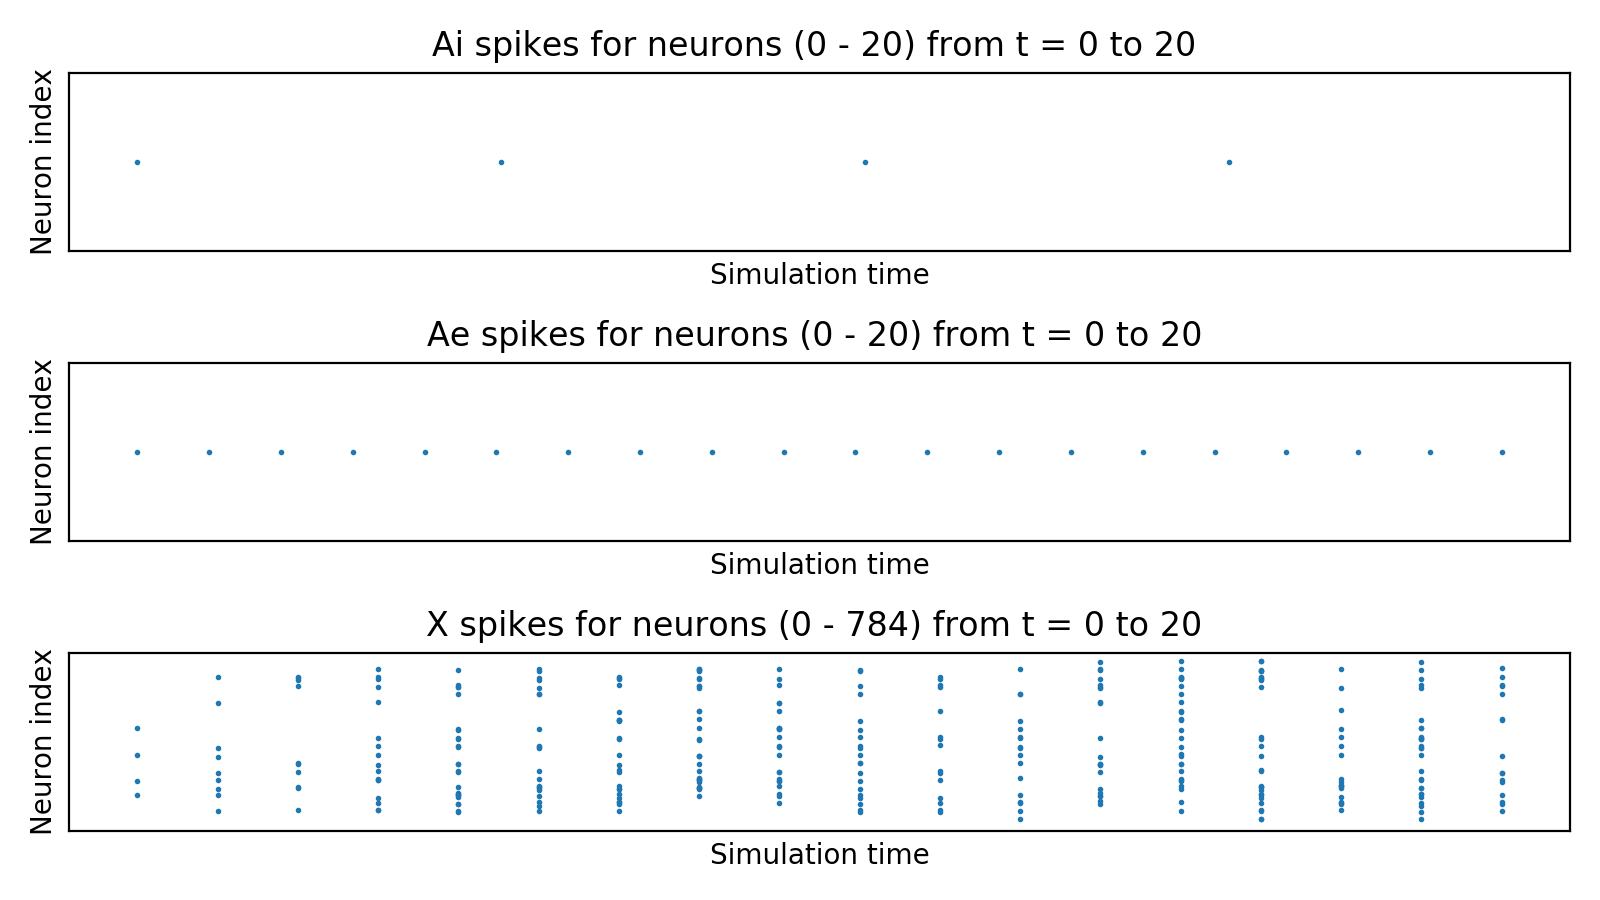 Ai spikes for neurons (0 - 20) from t = 0 to 20
Neuron index
Simulation time
Ae spikes for neurons (0 - 20) from t = 0 to 20
Neuron index
Simulation time
X spikes for neurons (0 - 784) from t = 0 to 20
Neuron index
Simulation time